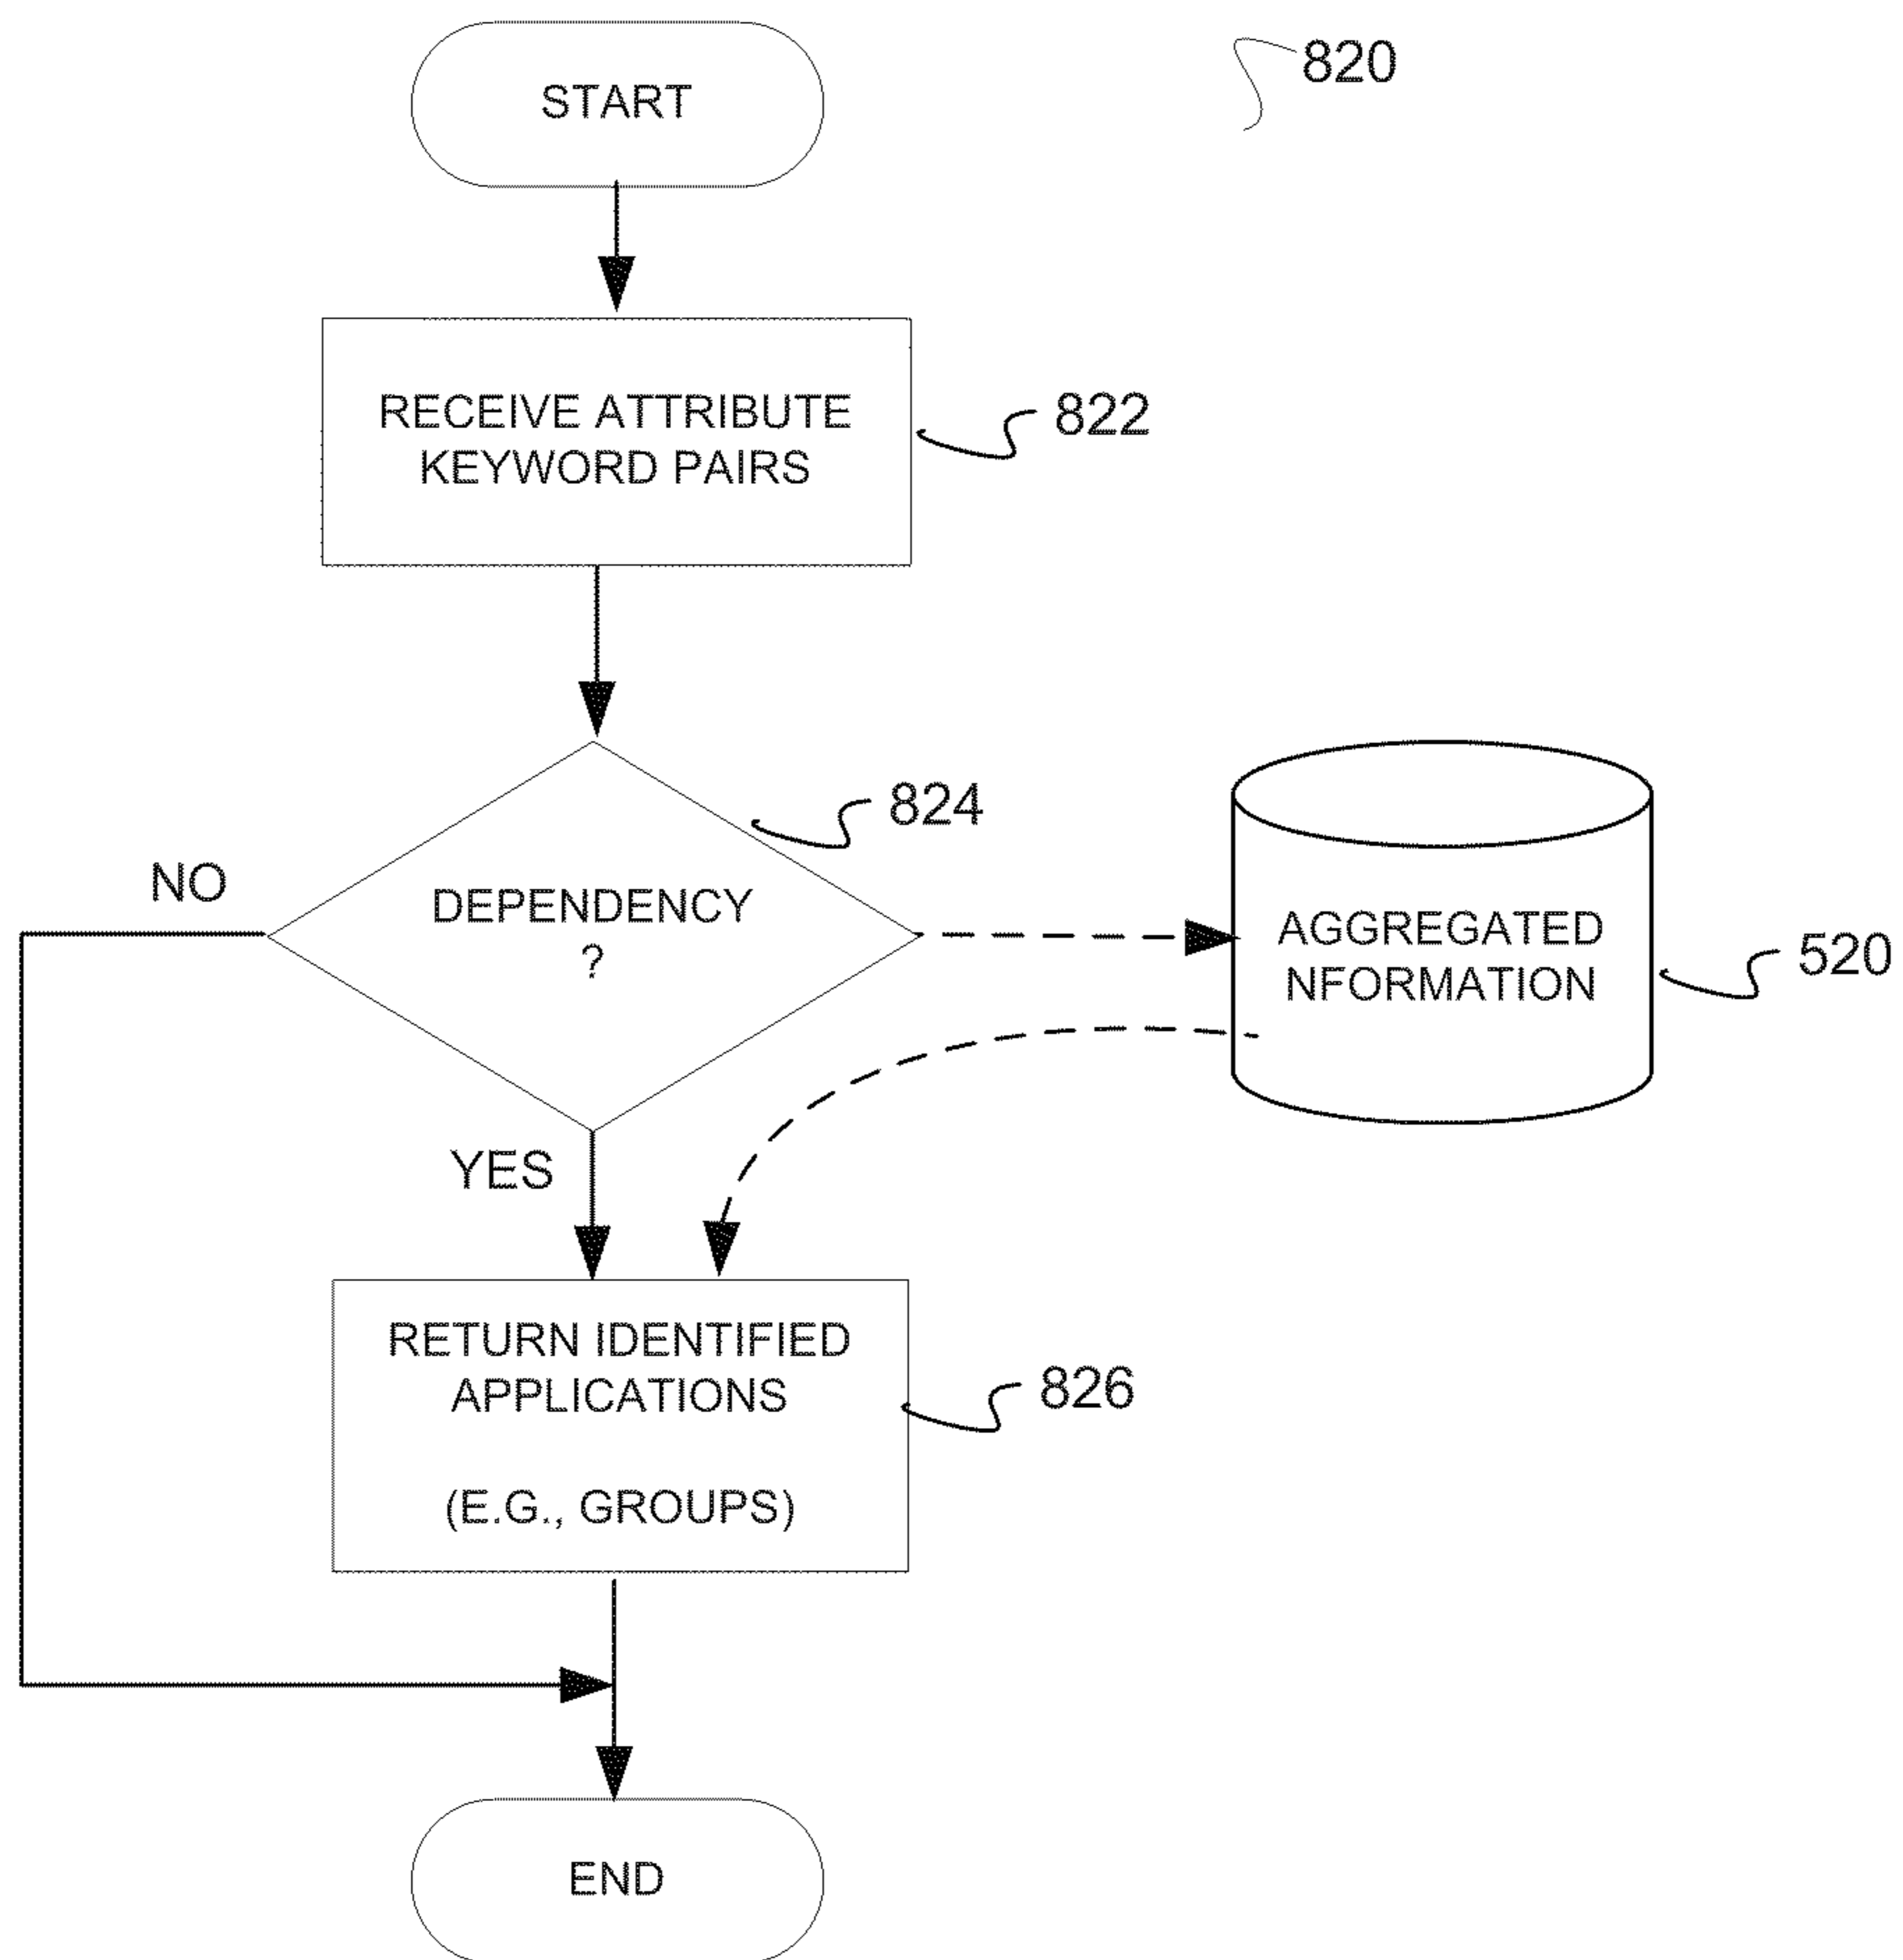 START
820
RECEIVE ATTRIBUTE
KEYWORD PAIRS
822
824
NO
DEPENDENCY
?
AGGREGATED
NFORMATION
520
YES
RETURN IDENTIFIED
APPLICATIONS
(E.G., GROUPS)
826
END